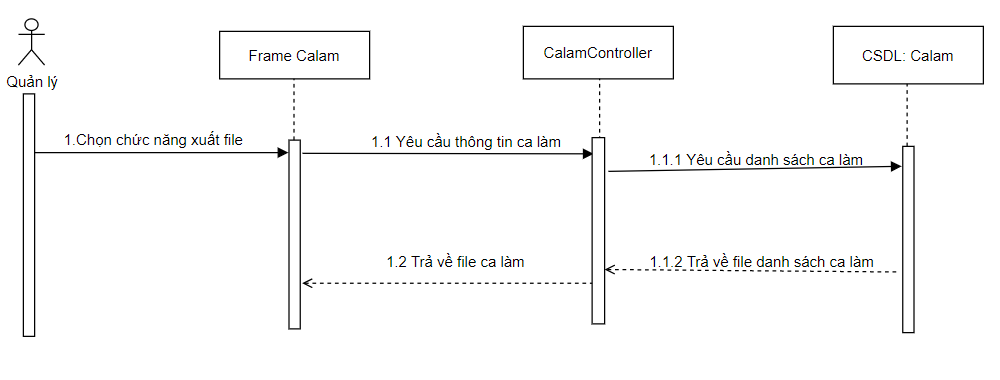 Frame Calam
CalamController
CSDL: Calam
Quản lý
1.Chọn chức năng xuất file
1.1 Yêu cầu thông tin ca làm
1.1.1 Yêu cầu danh sách ca làm
1.2 Trả về file ca làm
1.1.2 Trả về file danh sách ca làm